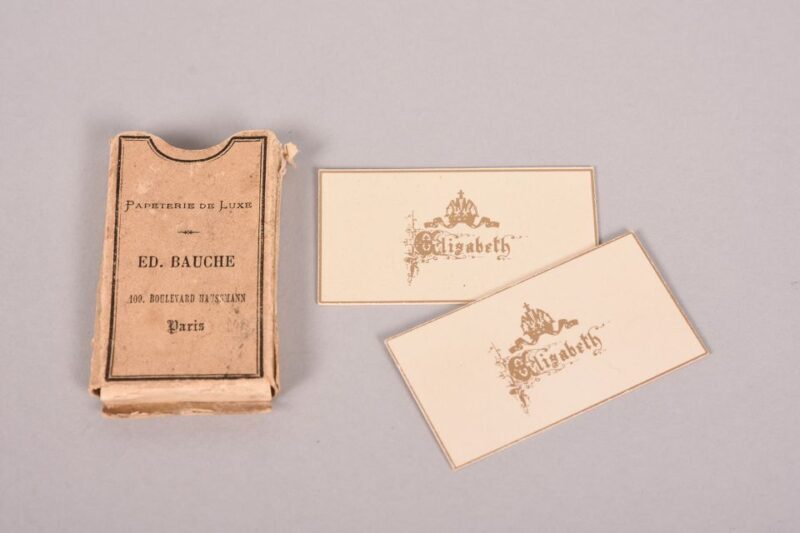 PAPETERIE DE LUXE
ED. BAUCHE
109, BOULEVARD HAUSSMANN
Paris
Elisabeth
Elisabeth